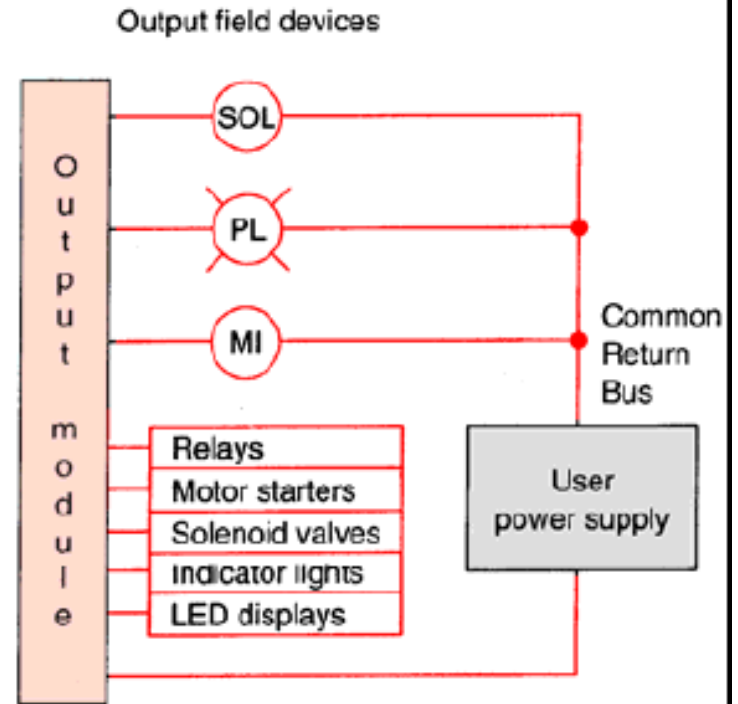 Output field devices
Output module
SOL
PL
MI
Common
Return
Bus
Relays
Motor starters
Solenoid valves
Indicator lights
LED displays
User
power supply